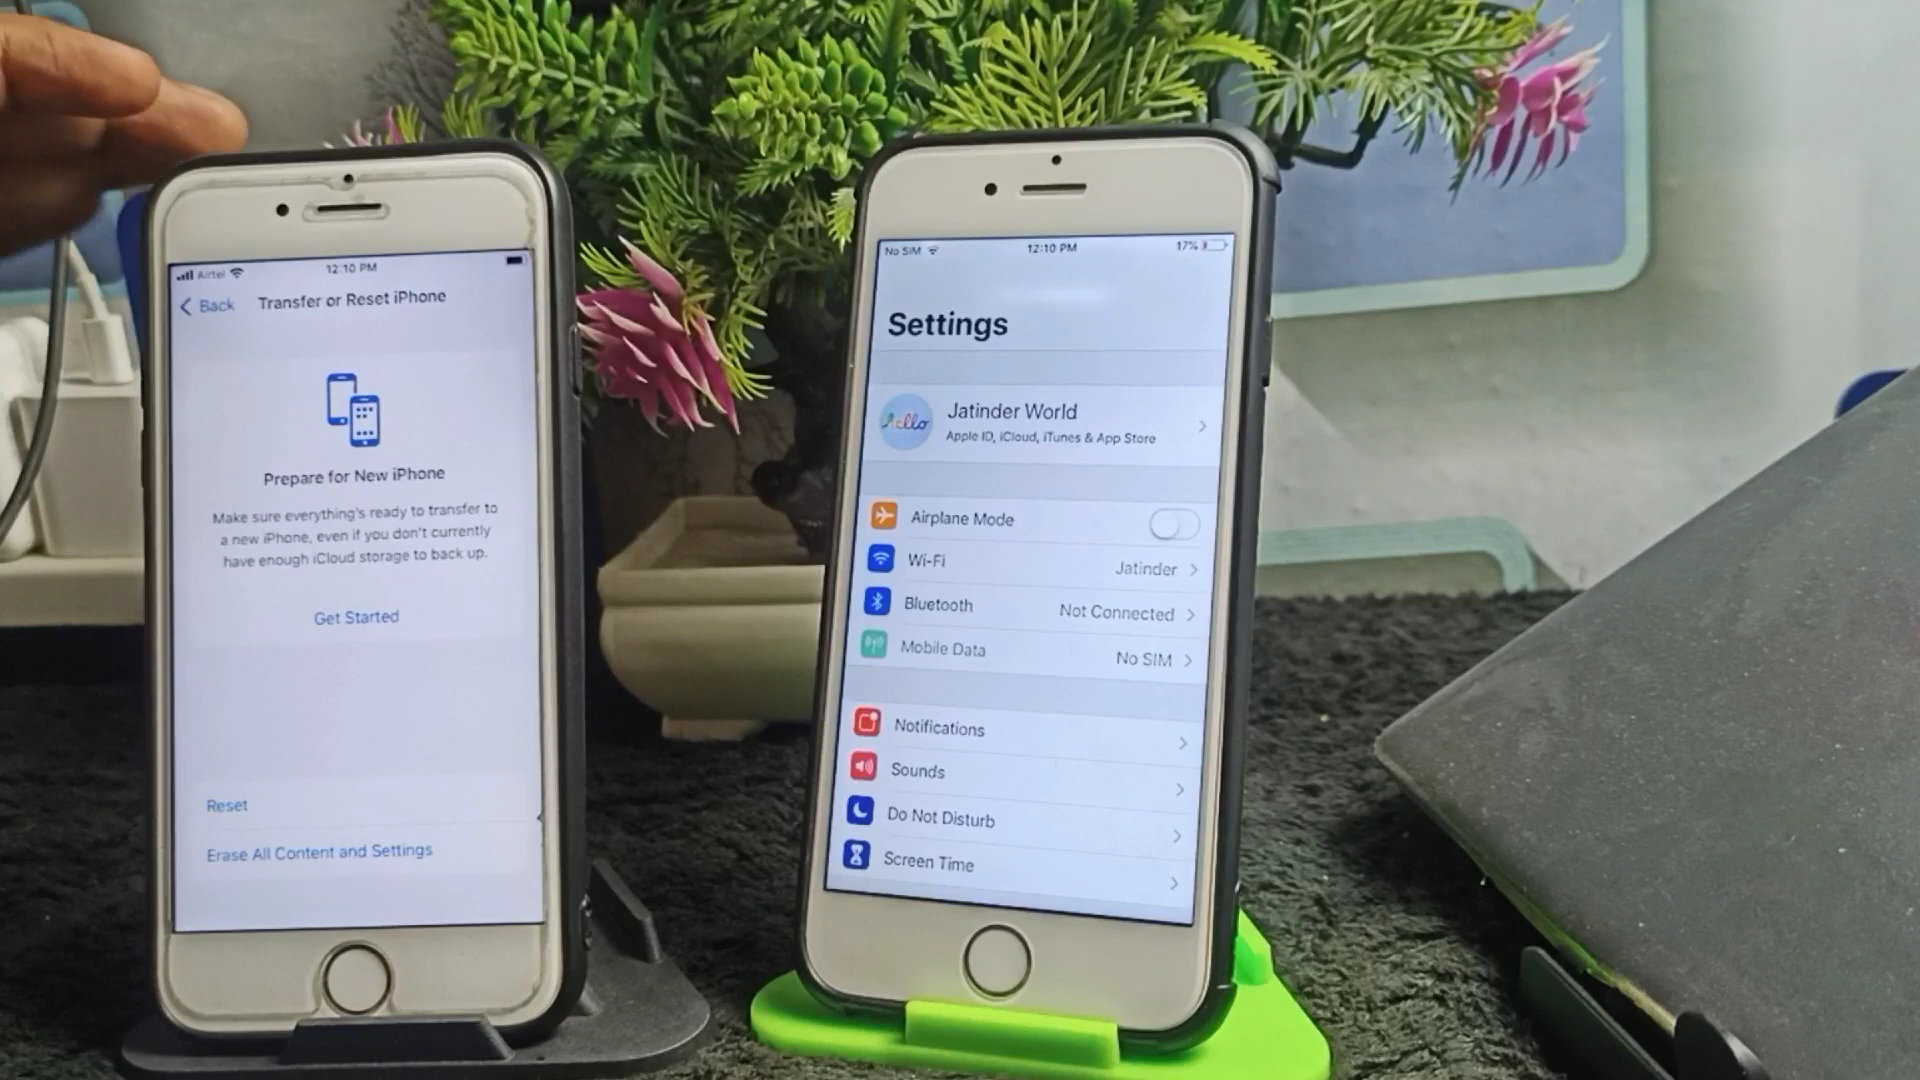 Airtel
12:10 PM
Back
Transfer or Reset iPhone
Prepare for New iPhone
Make sure everything's ready to transfer to
a new iPhone, even if you don't currently
have enough iCloud storage to back up.
Get Started
Reset
Erase All Content and Settings
No SIM
12:10 PM
17%
Settings
hello
Jatinder World
Apple ID, iCloud, iTunes & App Store
Airplane Mode
Wi-Fi
Jatinder
Bluetooth
Not Connected
Mobile Data
No SIM
Notifications
Sounds
Do Not Disturb
Screen Time